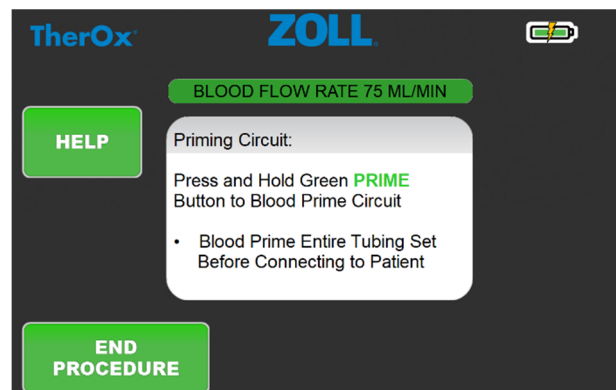 TherOx
ZOLL
BLOOD FLOW RATE 75 ML/MIN
HELP
Priming Circuit:
Press and Hold Green PRIME
Button to Blood Prime Circuit
• Blood Prime Entire Tubing Set
Before Connecting to Patient
END
PROCEDURE